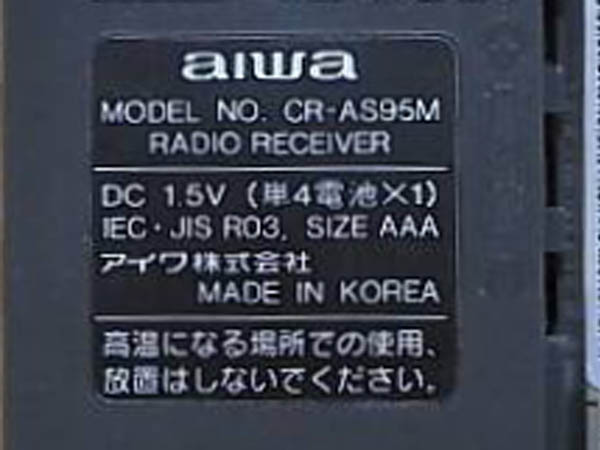 aiwa
MODEL NO. CR-AS95M
RADIO RECEIVER
DC 1.5V (単4電池×1)
IEC・JIS R03, SIZE AAA
アイワ株式会社
MADE IN KOREA
高温になる場所での使用、
放置はしないでください。